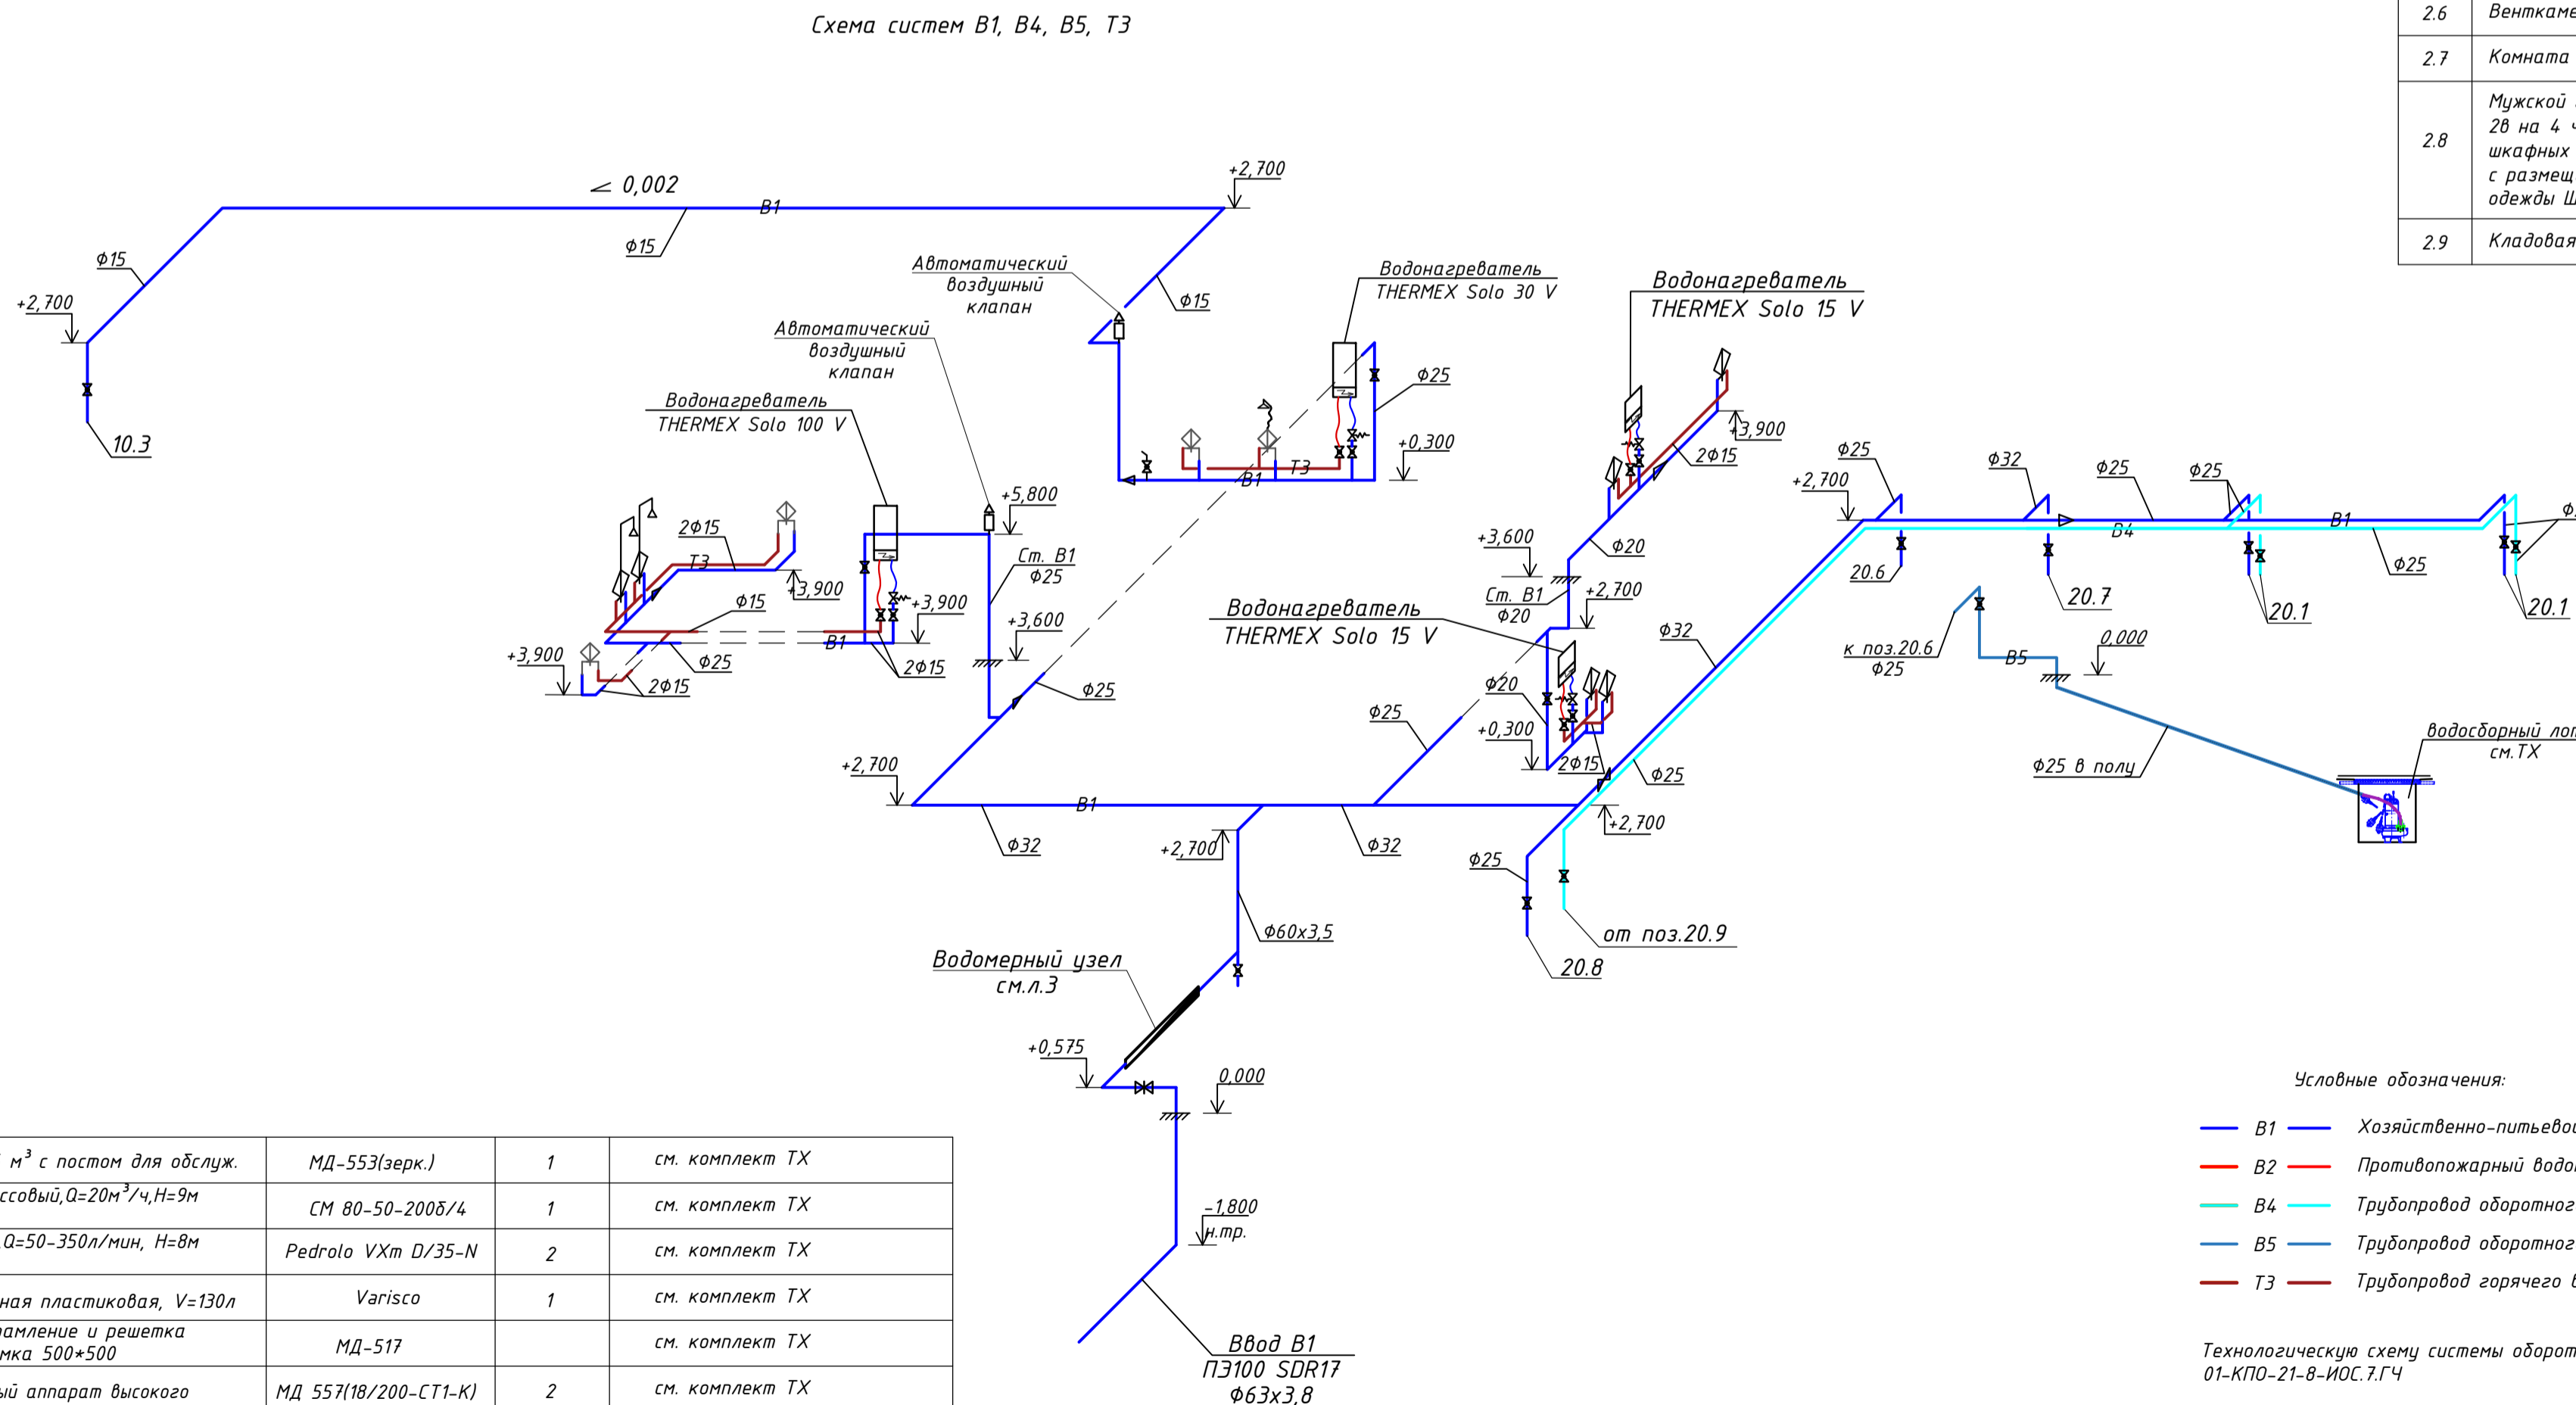 Схема систем В1, В4, В5, Т3
2.6
2.7
Комната
2.8
Мужской
2в на 4
шкафных
с размещ
одежды Ш
2.9
Кладовая
0,002
В1
+2,700
Ф15
Ф15
+2,700
10.3
Ф15
Автоматический
воздушный
клапан
Водонагреватель
THERMEX Solo 30 V
Водонагреватель
THERMEX Solo 15 V
Автоматический
воздушный
клапан
Ф25
Водонагреватель
THERMEX Solo 100 V
+0,300
Т3
В1
+3,900
2Ф15
+5,800
Ст. В1
Ф25
2Ф15
Т3
+3,900
Ф15
+3,900
+3,600
В1
Ф25
2Ф15
+3,900
2Ф15
Ф25
+3,600
Ф20
Ст. В1
Ф20
+2,700
Водонагреватель
THERMEX Solo 15 V
Ф20
+0,300
2Ф15
Ф25
Ф32
Ф25
+2,700
Ф25
Ф32
Ф25
Ф25
В4
В1
Ф25
20.6
20.7
20.1
20.1
к поз.20.6
Ф25
В5
0,000
Ф25 в полу
водосборный
см.ТХ
+2,700
В1
Ф32
+2,700
Ф32
+2,700
Ф25
Ф60х3,5
от поз.20.9
20.8
Водомерный узел
см.л.3
+0,575
0,000
-1,800
н.тр.
Ввод В1
ПЭ100 SDR17
Ф63х3,8
м³ с постом для обслуж.
МД-553(зерк.)
1
см. комплект ТХ
ссовый,Q=20м³/ч,Н=9м
СМ 80-50-200б/4
1
см. комплект ТХ
Q=50-350л/мин, Н=8м
Pedrolo VXm D/35-N
2
см. комплект ТХ
ная пластиковая, V=130л
Varisco
1
см. комплект ТХ
амление и решетка
мка 500*500
МД-517
см. комплект ТХ
ый аппарат высокого
МД 557(18/200-СТ1-К)
2
см. комплект ТХ
Условные обозначения:
В1
Хозяйственно-питьевой
В2
Противопожарный водо
В4
Трубопровод оборотног
В5
Трубопровод оборотног
Т3
Трубопровод горячего в
Технологическую схему системы оборот
01-КПО-21-8-ИОС.7.ГЧ